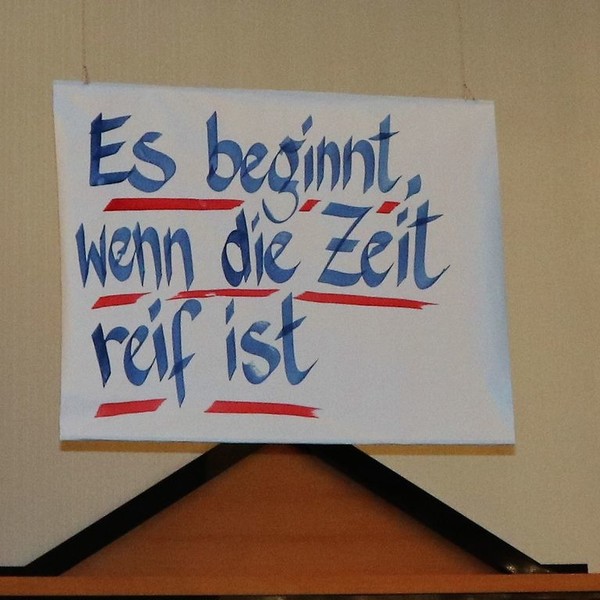 Es beginnt,
wenn die Zeit
reif ist